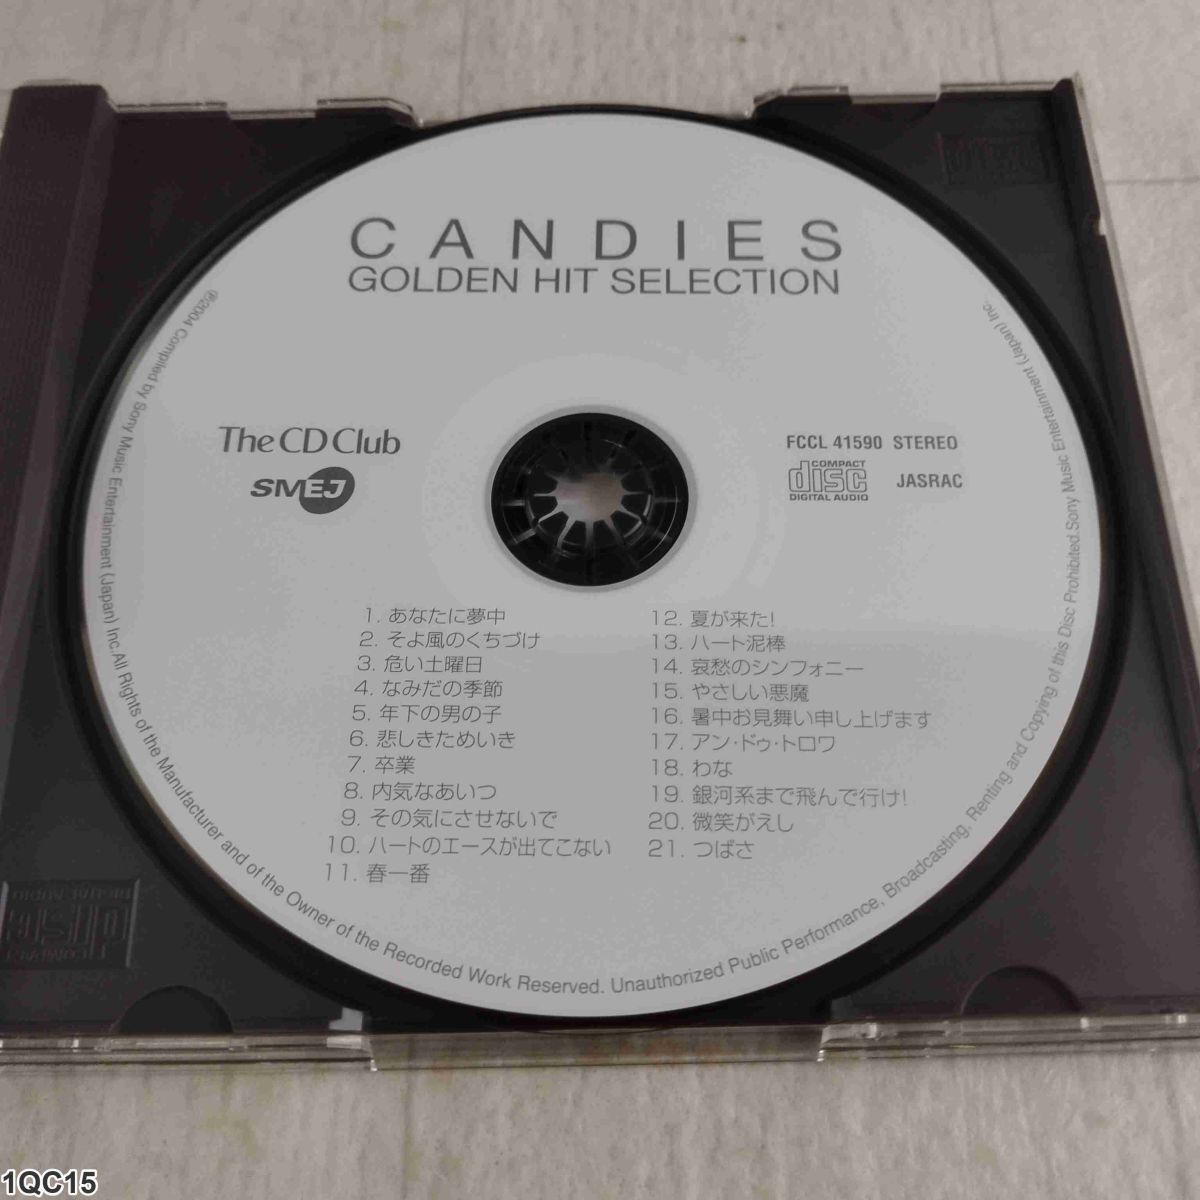 CANDIES
GOLDEN HIT SELECTION
The CD Club
SMEJ
FCCL 41590 STEREO
COMPACT
disc
DIGITAL AUDIO
JASRAC
1. あなたに夢中
2. そよ風のくちづけ
3. 危い土曜日
4. なみだの季節
5. 年下の男の子
6. 悲しきためいき
7. 卒業
8. 内気なあいつ
9. その気にさせないで
10. ハートのエースが出てこない
11. 春一番
12. 夏が来た!
13. ハート泥棒
14. 哀愁のシンフォニー
15. やさしい悪魔
16. 暑中お見舞い申し上げます
17. アン・ドゥ・トロワ
18. わな
19. 銀河系まで飛んで行け!
20. 微笑がえし
21. つばさ
℗2004 Compiled by Sony Music Entertainment (Japan) Inc. All Rights of the Manufacturer and of the Owner of the Recorded Work Reserved. Unauthorized Public Performance, Broadcasting, Renting and Copying of this Disc Prohibited. Sony Music Entertainment (Japan) Inc.
COMPACT
disc
DIGITAL AUDIO
disc
1QC15